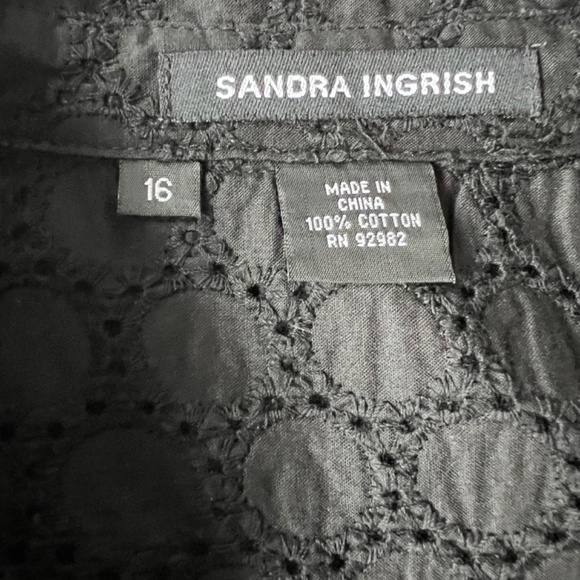 SANDRA INGRISH
16
MADE IN
CHINA
100% COTTON
RN 92982